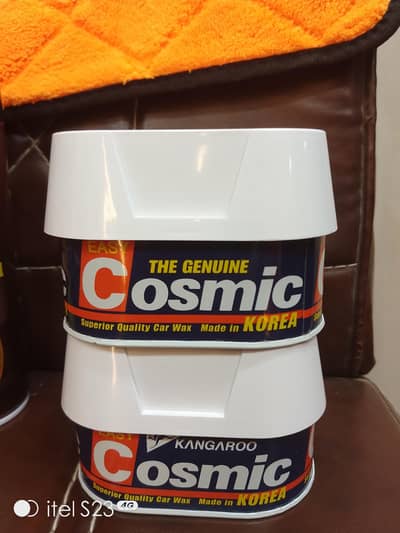 EASY
THE GENUINE
Cosmic
Superior Quality Car Wax Made in KOREA
EASY
KANGAROO
Cosmic
Superior Quality Car Wax Made in KOREA
itel S23 4G